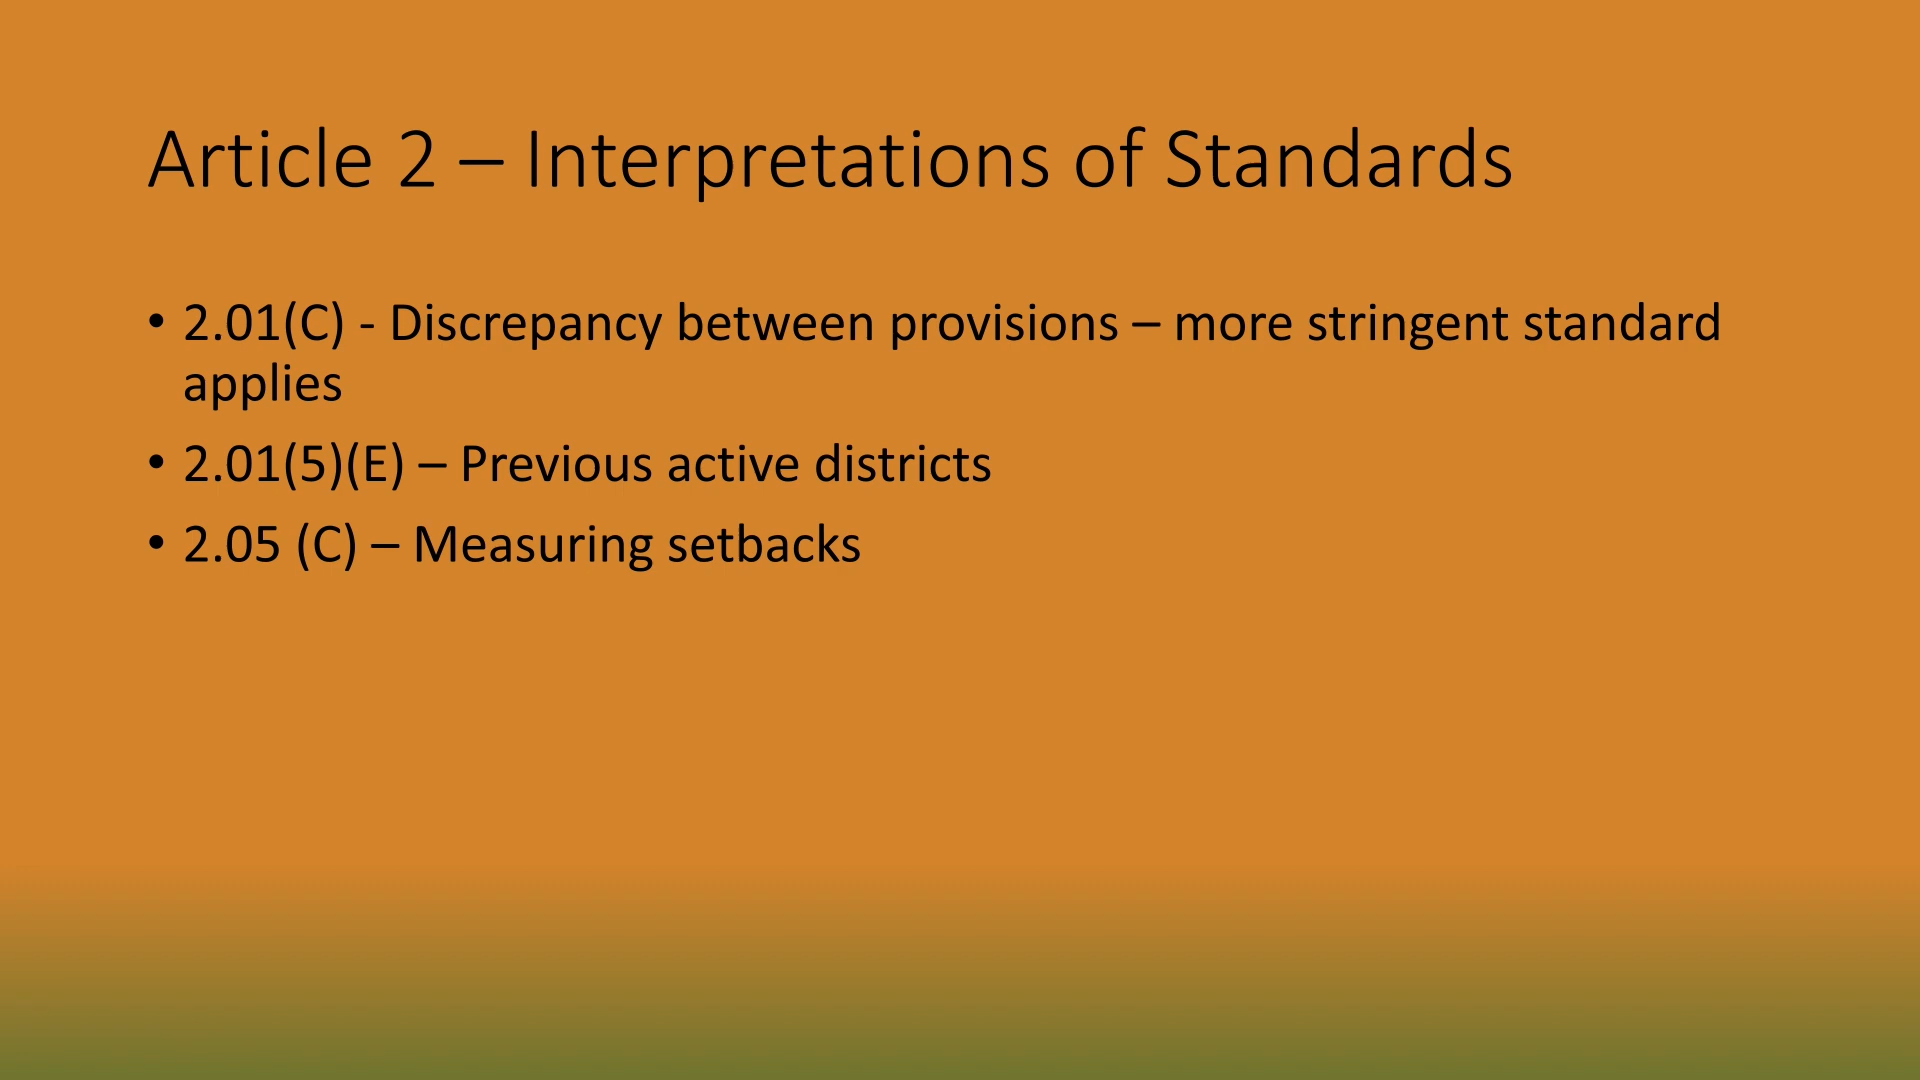 Article 2 – Interpretations of Standards
• 2.01(C) - Discrepancy between provisions – more stringent standard
applies
• 2.01(5)(E) – Previous active districts
• 2.05 (C) – Measuring setbacks